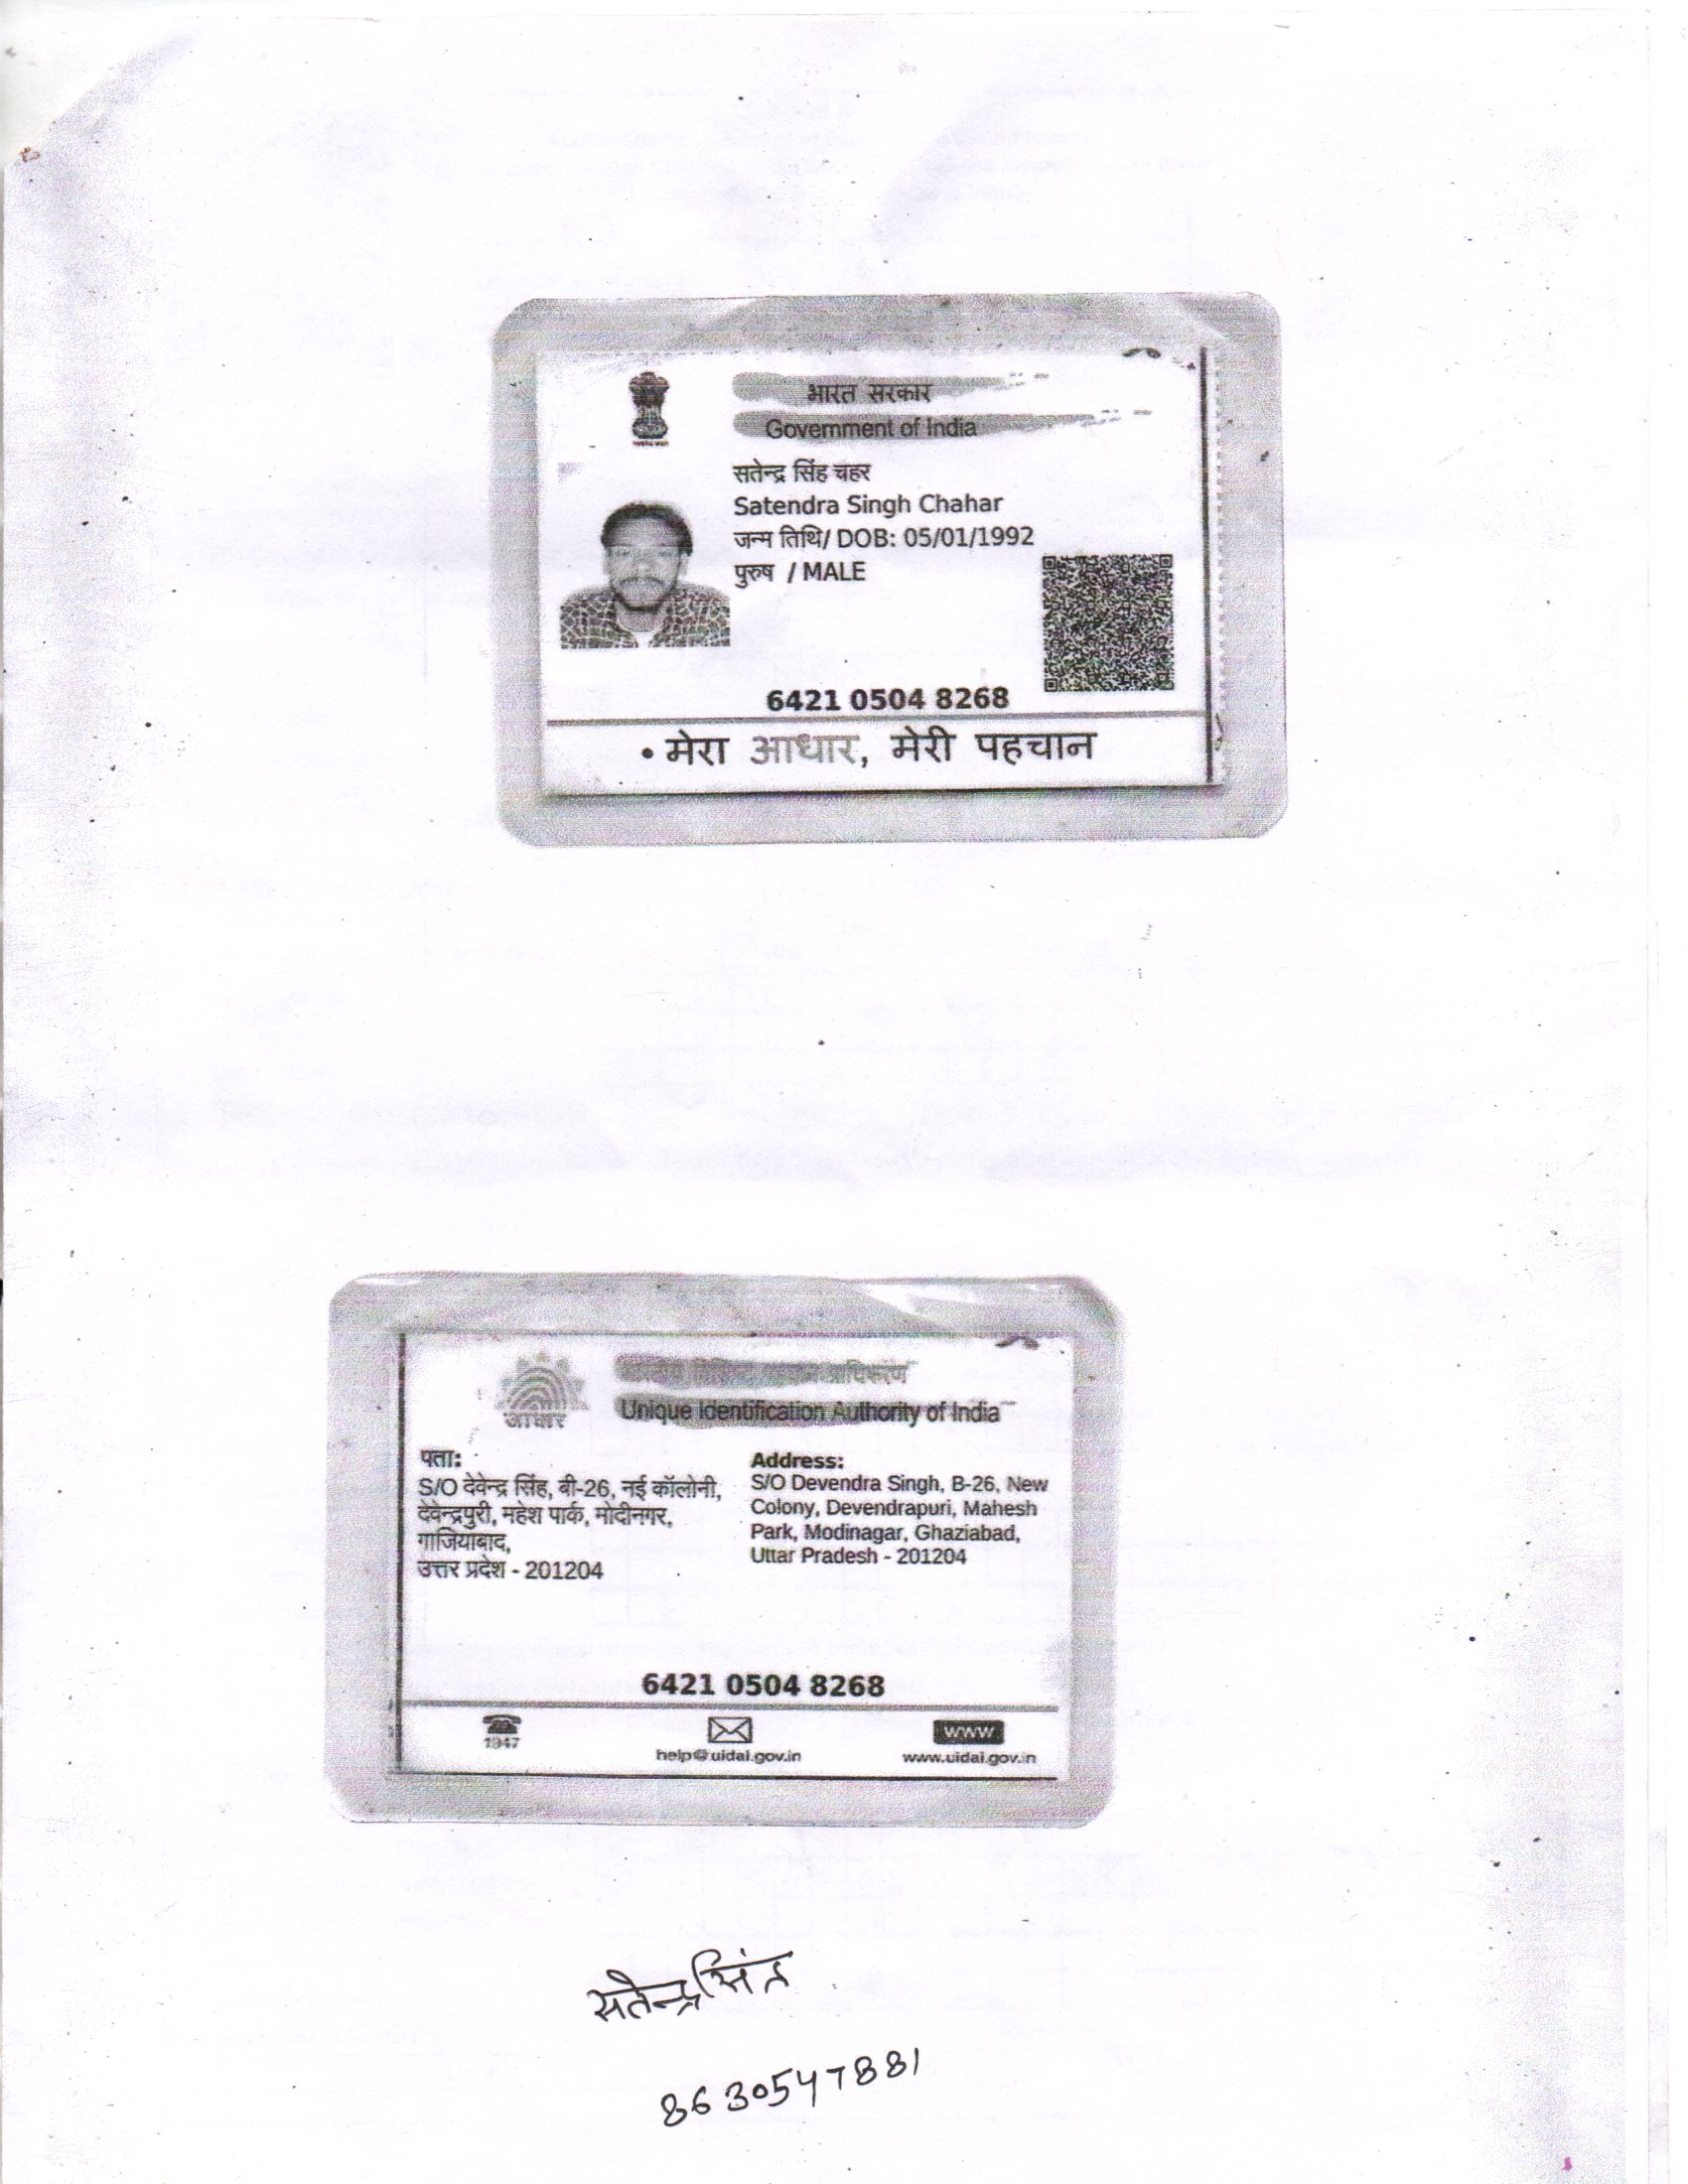 भारत सरकार
Government of India
सतेन्द्र सिंह चहर
Satendra Singh Chahar
जन्म तिथि/ DOB: 05/01/1992
पुरुष / MALE
6421 0504 8268
मेरा आधार, मेरी पहचान
प्राधिकरण
आधार
Unique Identification Authority of India
पता:
S/O देवेन्द्र सिंह, बी-26, नई कॉलोनी,
देवेन्द्रपुरी, महेश पार्क, मोदीनगर,
गाजियाबाद,
उत्तर प्रदेश - 201204
Address:
S/O Devendra Singh, B-26, New
Colony, Devendrapuri, Mahesh
Park, Modinagar, Ghaziabad,
Uttar Pradesh - 201204
6421 0504 8268
1947
help@uidai.gov.in
www
www.uidai.gov.in
सतेन्द्र सिंह
8630547881